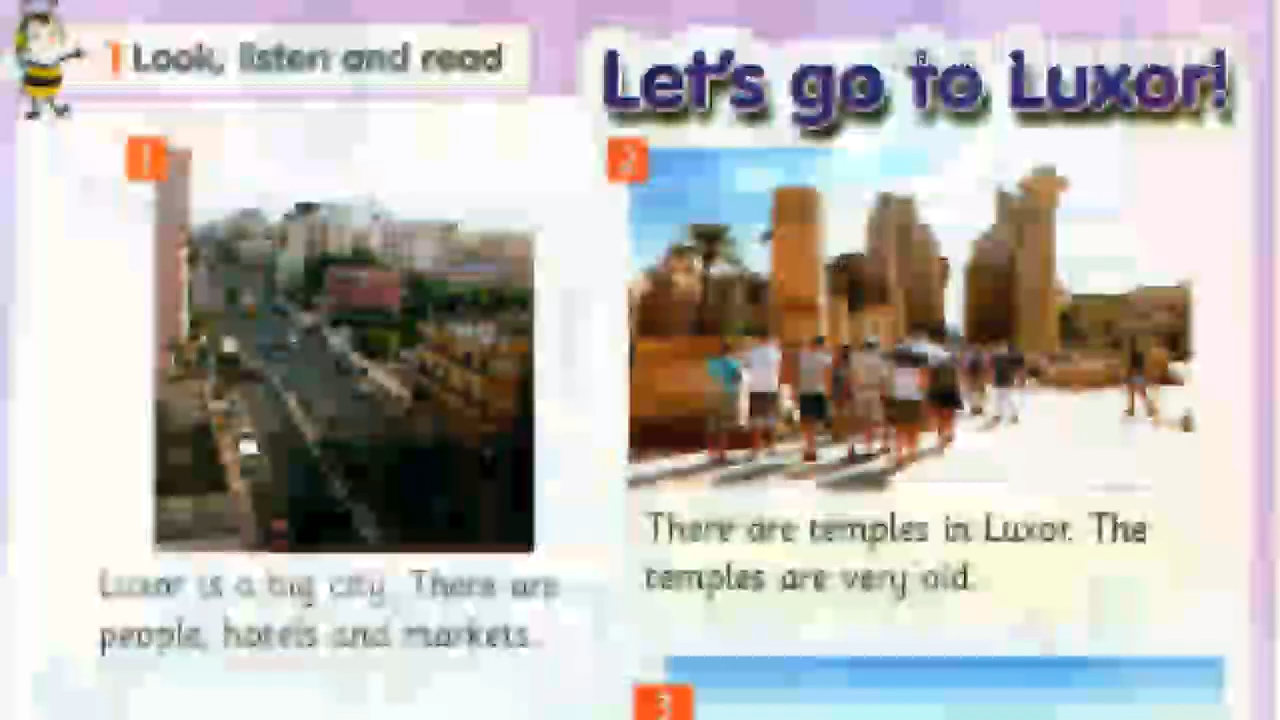 1 Look, listen and read
Let's go to Luxor!
1
2
Luxor is a big city. There are
people, hotels and markets.
There are temples in Luxor. The
temples are very old.
3